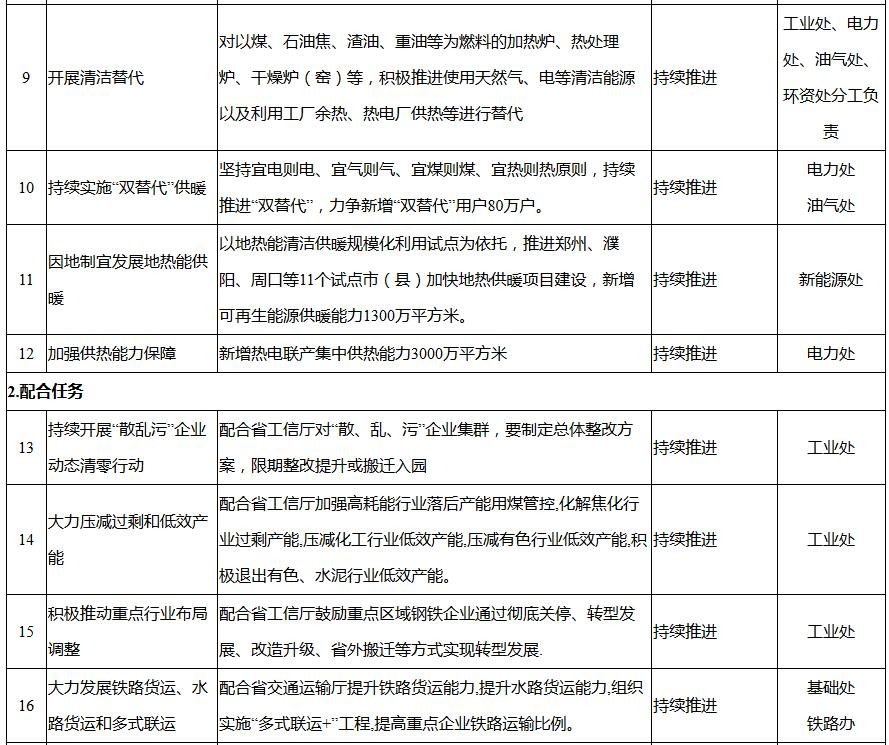 9
开展清洁替代
对以煤、石油焦、渣油、重油等为燃料的加热炉、热处理
炉、干燥炉（窑）等，积极推进使用天然气、电等清洁能源
以及利用工厂余热、热电厂供热等进行替代
持续推进
工业处、电力
处、油气处、
环资处分工负
责
10
持续实施“双替代”供暖
坚持宜电则电、宜气则气、宜煤则煤、宜热则热原则，持续
推进“双替代”，力争新增“双替代”用户80万户。
持续推进
电力处
油气处
11
因地制宜发展地热能供
暖
以地热能清洁供暖规模化利用试点为依托，推进郑州、濮
阳、周口等11个试点市（县）加快地热供暖项目建设，新增
可再生能源供暖能力1300万平方米。
持续推进
新能源处
12
加强供热能力保障
新增热电联产集中供热能力3000万平方米
持续推进
电力处
2.配合任务
13
持续开展“散乱污”企业
动态清零行动
配合省工信厅对“散、乱、污”企业集群，要制定总体整改方
案，限期整改提升或搬迁入园
持续推进
工业处
14
大力压减过剩和低效产
能
配合省工信厅加强高耗能行业落后产能用煤管控,化解焦化行
业过剩产能,压减化工行业低效产能,压减有色行业低效产能,积
极退出有色、水泥行业低效产能。
持续推进
工业处
15
积极推动重点行业布局
调整
配合省工信厅鼓励重点区域钢铁企业通过彻底关停、转型发
展、改造升级、省外搬迁等方式实现转型发展.
持续推进
工业处
16
大力发展铁路货运、水
路货运和多式联运
配合省交通运输厅提升铁路货运能力,提升水路货运能力,组织
实施“多式联运+”工程,提高重点企业铁路运输比例。
持续推进
基础处
铁路办